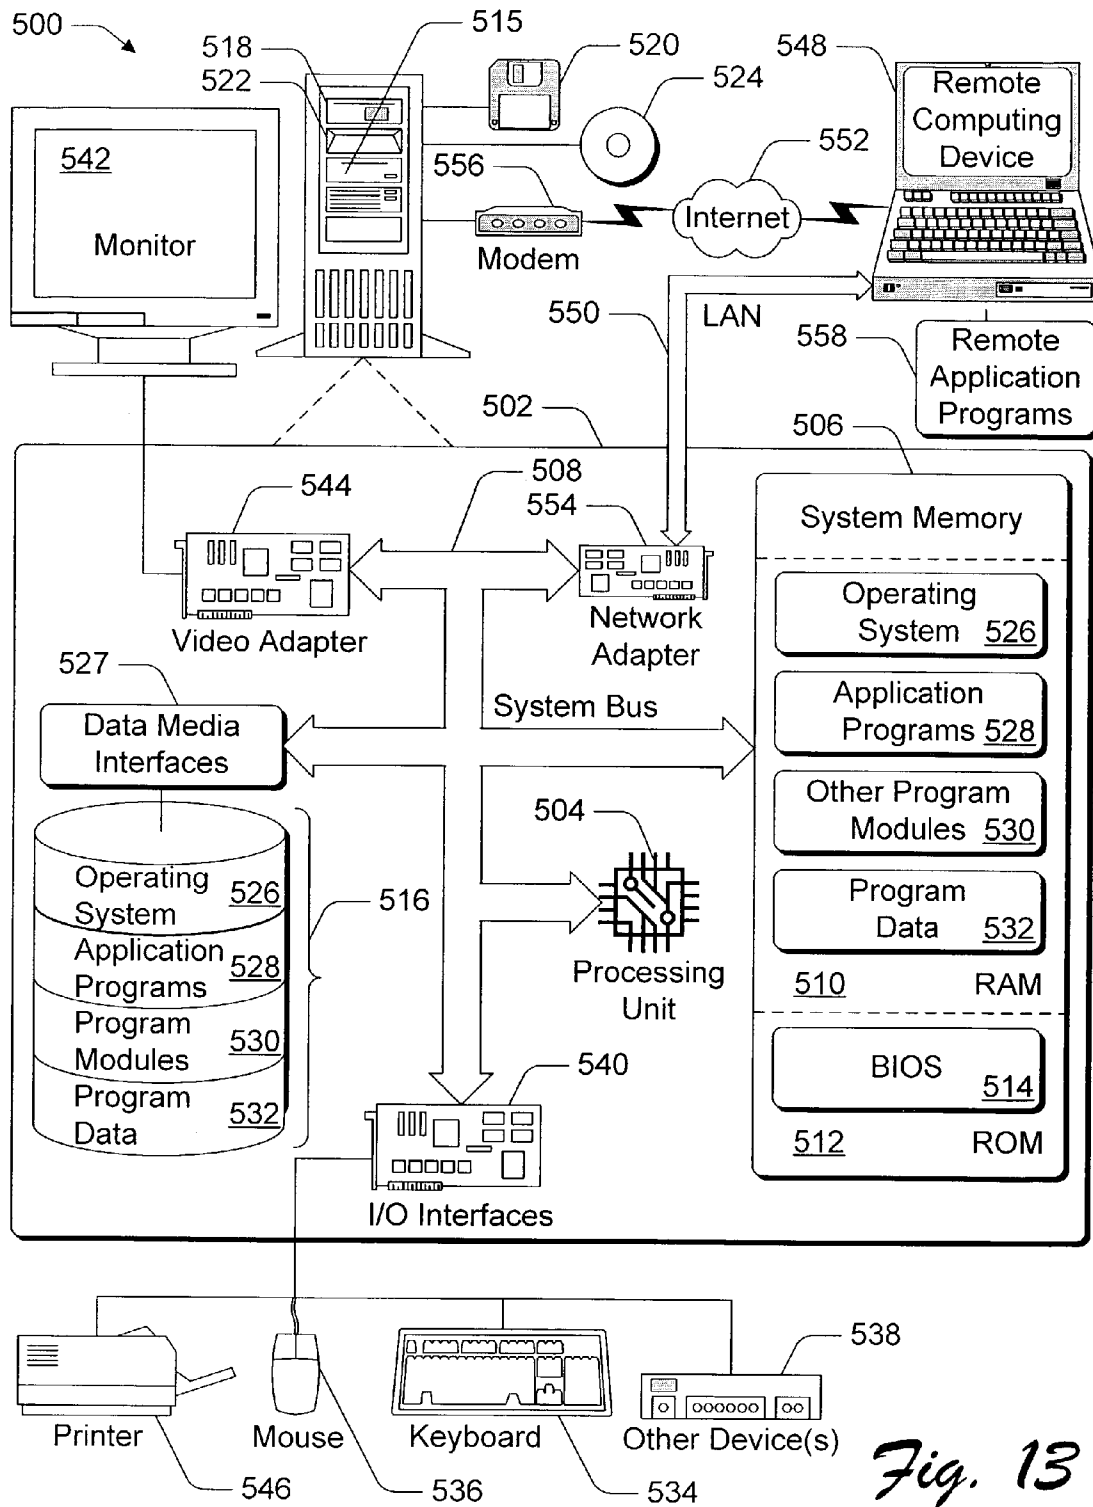 500
518
522
515
520
524
548
Remote
Computing
Device
542
Monitor
556
Modem
552
Internet
550
LAN
558
Remote
Application
Programs
502
506
544
508
554
System Memory
Video Adapter
Network
Adapter
Operating
System 526
527
Data Media
Interfaces
System Bus
Application
Programs 528
Other Program
Modules 530
504
Processing
Unit
Program
Data 532
510 RAM
Operating
System 526
516
Application
Programs 528
Program
Modules 530
Program
Data 532
540
BIOS 514
512 ROM
I/O Interfaces
538
Printer
Mouse
Keyboard
Other Device(s)
546
536
534
Fig. 13